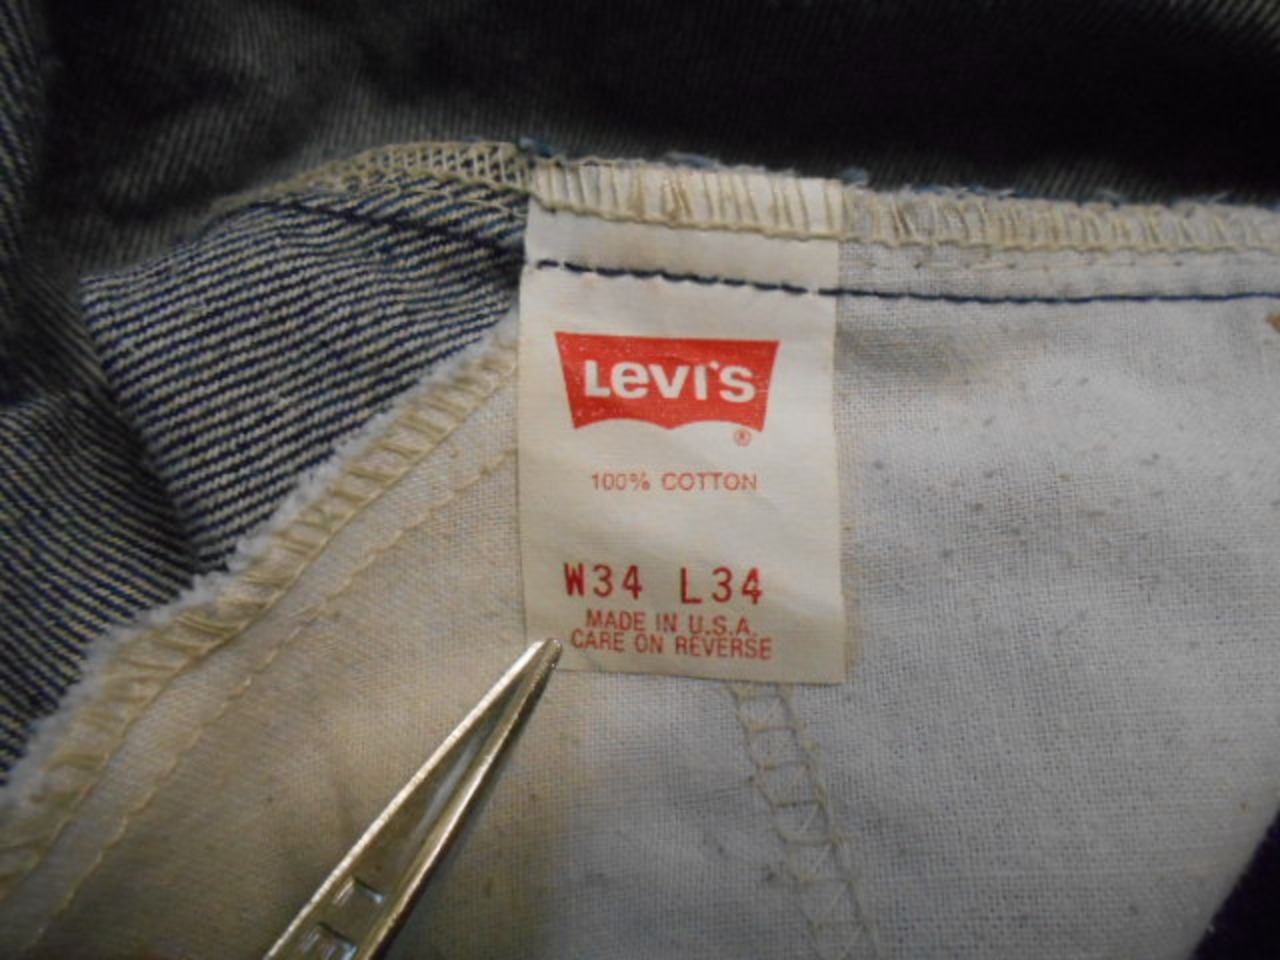 Levi's
®
100% COTTON
W34 L34
MADE IN U.S.A.
CARE ON REVERSE